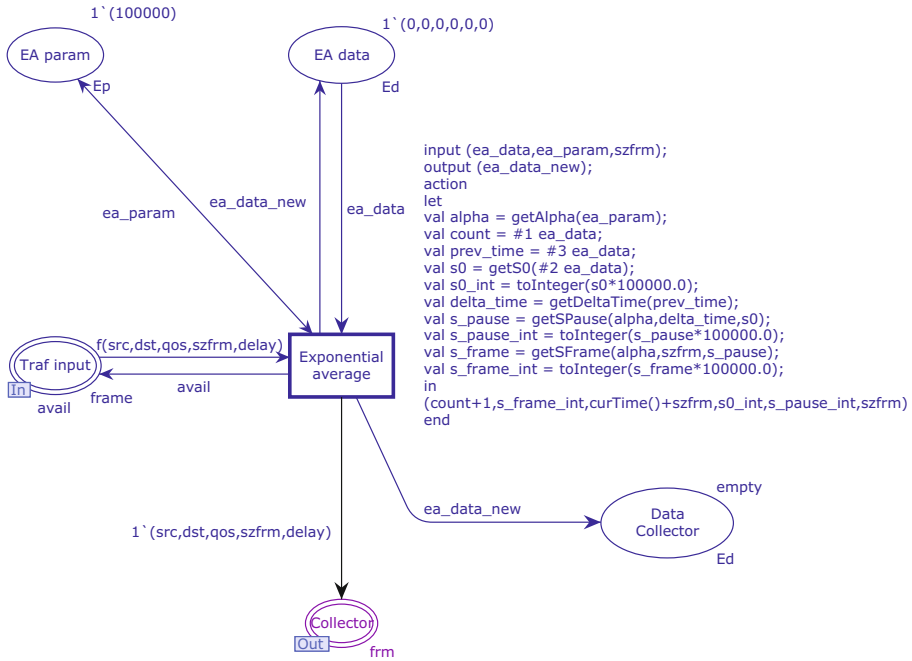 1`(100000)
1`(0,0,0,0,0,0)
EA param
EA data
Ep
Ed
input (ea_data,ea_param,szfrm);
output (ea_data_new);
action
let
val alpha = getAlpha(ea_param);
val count = #1 ea_data;
val prev_time = #3 ea_data;
val s0 = getS0(#2 ea_data);
val s0_int = toInteger(s0*100000.0);
val delta_time = getDeltaTime(prev_time);
val s_pause = getSPause(alpha,delta_time,s0);
val s_pause_int = toInteger(s_pause*100000.0);
val s_frame = getSFrame(alpha,szfrm,s_pause);
val s_frame_int = toInteger(s_frame*100000.0);
in
(count+1,s_frame_int,curTime()+szfrm,s0_int,s_pause_int,szfrm)
end
ea_param
ea_data_new
ea_data
f(src,dst,qos,szfrm,delay)
Traf input
In
avail
frame
avail
Exponential
average
ea_data_new
empty
Data
Collector
Ed
1`(src,dst,qos,szfrm,delay)
Collector
Out
frm